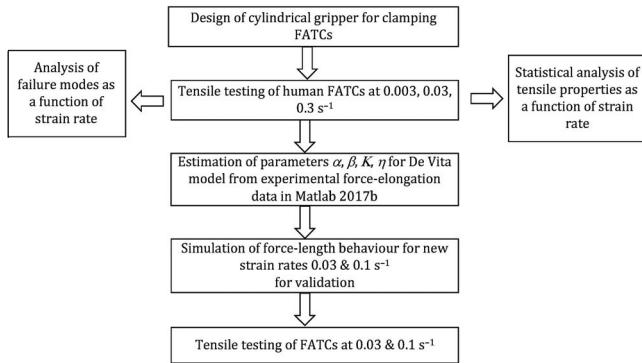 Design of cylindrical gripper for clamping
FATCs
Analysis of
failure modes as
a function of
strain rate
Tensile testing of human FATCs at 0.003, 0.03,
0.3 s⁻¹
Statistical analysis of
tensile properties as
a function of strain
rate
Estimation of parameters α, β, K, η for De Vita
model from experimental force-elongation
data in Matlab 2017b
Simulation of force-length behaviour for new
strain rates 0.03 & 0.1 s⁻¹
for validation
Tensile testing of FATCs at 0.03 & 0.1 s⁻¹